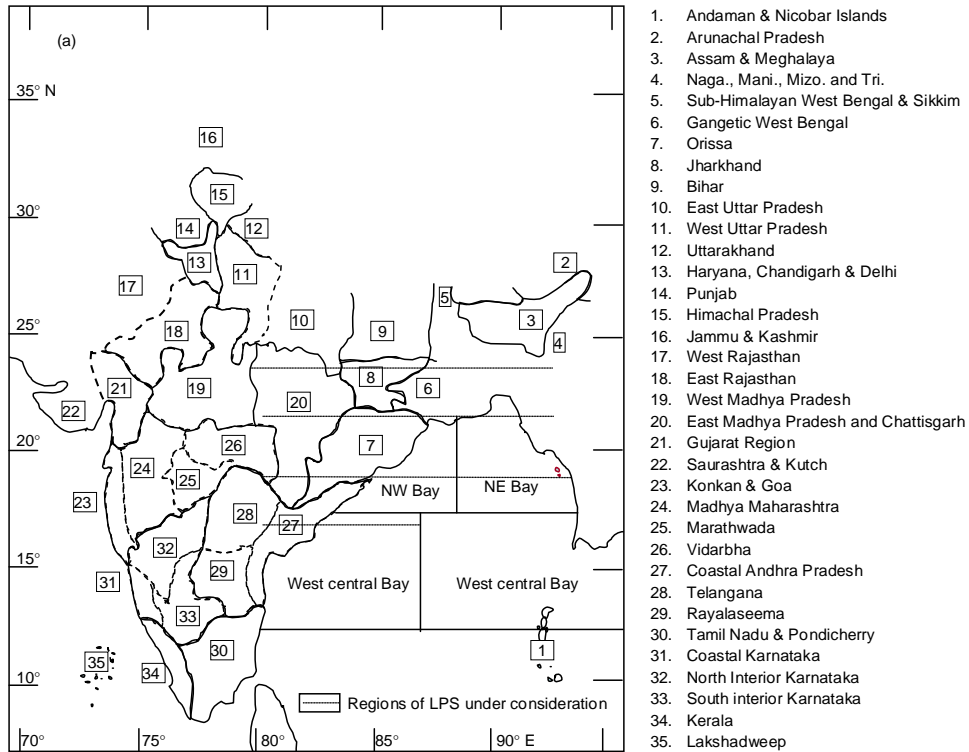 (a)
35° N
30°
25°
20°
15°
10°
70°
75°
80°
85°
90° E
16
15
14
12
13
11
17
2
5
3
4
10
9
18
8
6
21
19
20
22
7
26
24
25
23
NW Bay
NE Bay
28
27
32
29
31
West central Bay
West central Bay
33
30
1
35
34
Regions of LPS under consideration
1. Andaman & Nicobar Islands
2. Arunachal Pradesh
3. Assam & Meghalaya
4. Naga., Mani., Mizo. and Tri.
5. Sub-Himalayan West Bengal & Sikkim
6. Gangetic West Bengal
7. Orissa
8. Jharkhand
9. Bihar
10. East Uttar Pradesh
11. West Uttar Pradesh
12. Uttarakhand
13. Haryana, Chandigarh & Delhi
14. Punjab
15. Himachal Pradesh
16. Jammu & Kashmir
17. West Rajasthan
18. East Rajasthan
19. West Madhya Pradesh
20. East Madhya Pradesh and Chattisgarh
21. Gujarat Region
22. Saurashtra & Kutch
23. Konkan & Goa
24. Madhya Maharashtra
25. Marathwada
26. Vidarbha
27. Coastal Andhra Pradesh
28. Telangana
29. Rayalaseema
30. Tamil Nadu & Pondicherry
31. Coastal Karnataka
32. North Interior Karnataka
33. South interior Karnataka
34. Kerala
35. Lakshadweep